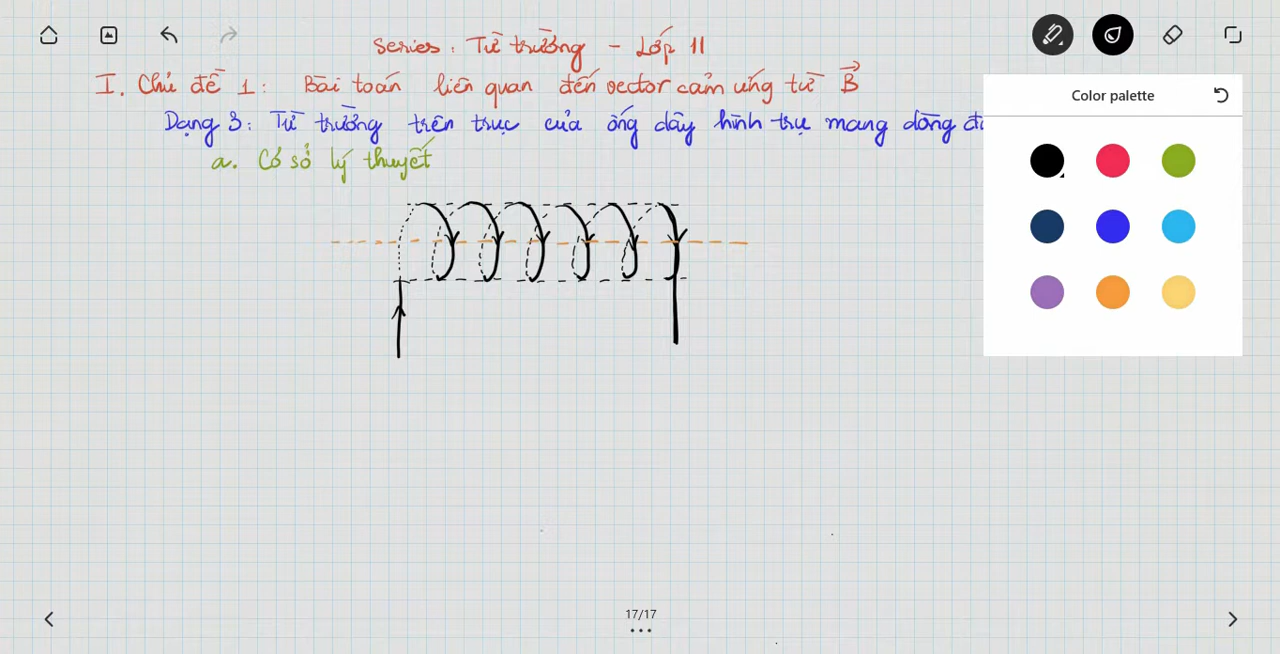 Series: Từ trường - Lớp 11
Color palette
I. Chủ đề 1: Bài toán liên quan đến vector cảm ứng từ B⃗
Dạng 3: Từ trường trên trục của ống dây hình trụ mang dòng
a. Cơ sở lý thuyết
17/17